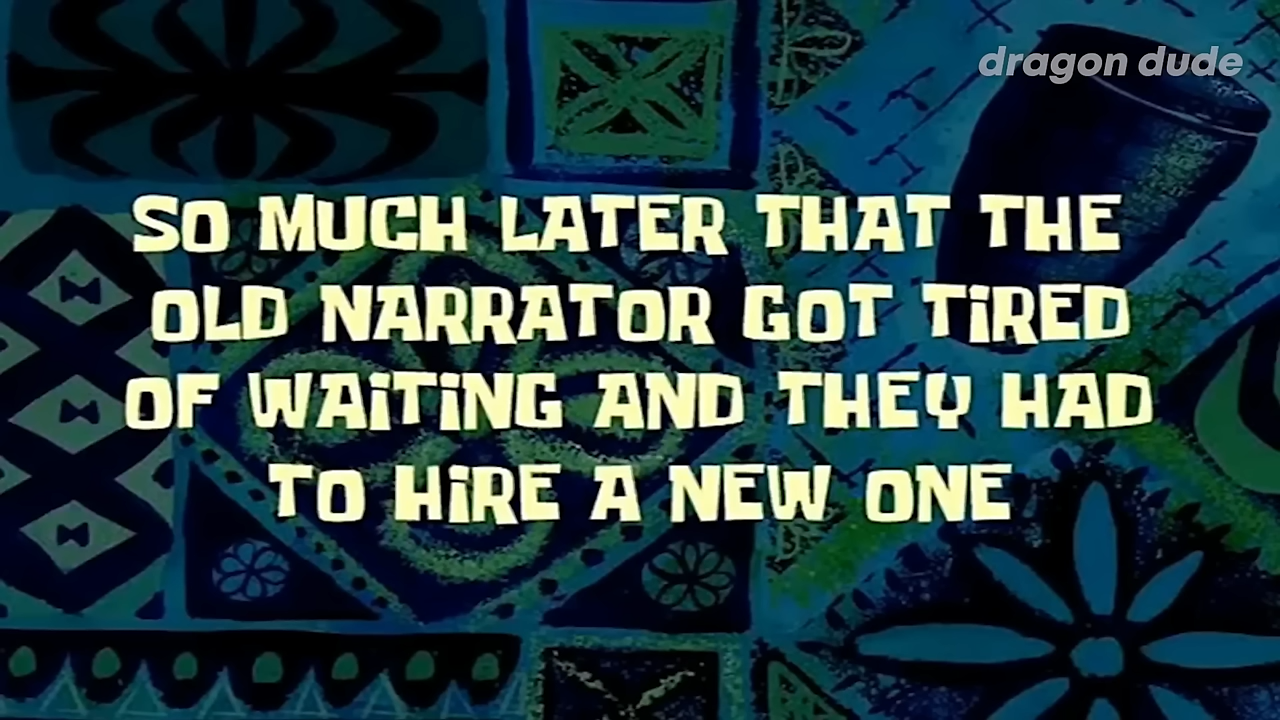 dragon dude
SO MUCH LATER THAT THE
OLD NARRATOR GOT TiRED
OF WAiTiNG AND THEY HAD
TO HiRE A NEW ONE